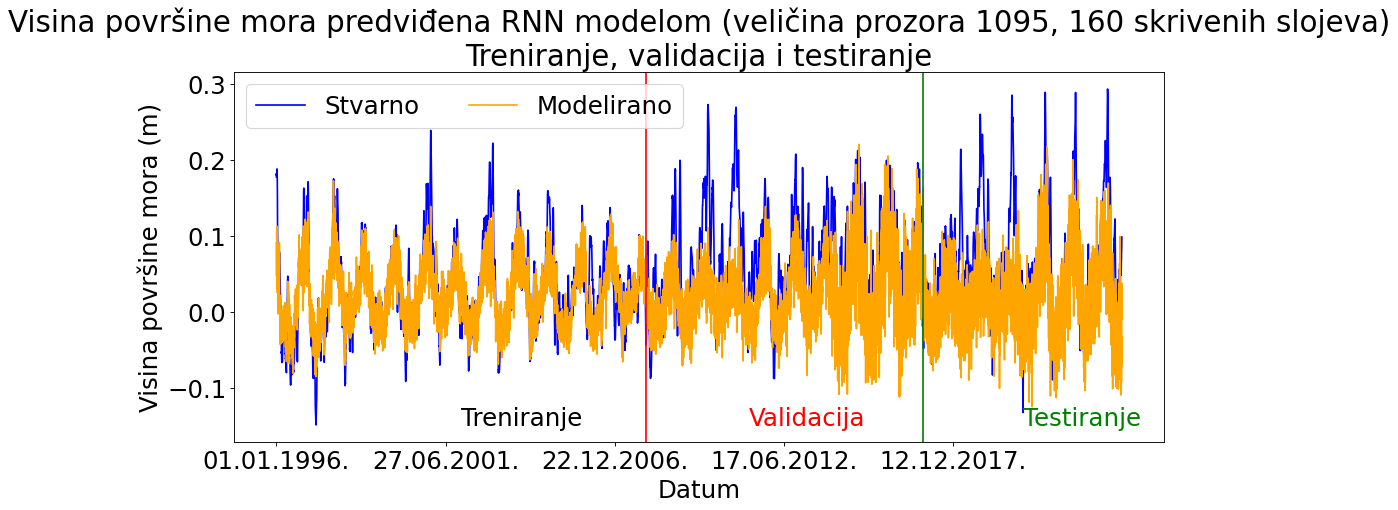 Visina površine mora predviđena RNN modelom (veličina prozora 1095, 160 skrivenih slojeva)
Treniranje, validacija i testiranje
Stvarno
Modelirano
Visina površine mora (m)
0.3
0.2
0.1
0.0
−0.1
Treniranje
Validacija
Testiranje
01.01.1996.
27.06.2001.
22.12.2006.
17.06.2012.
12.12.2017.
Datum